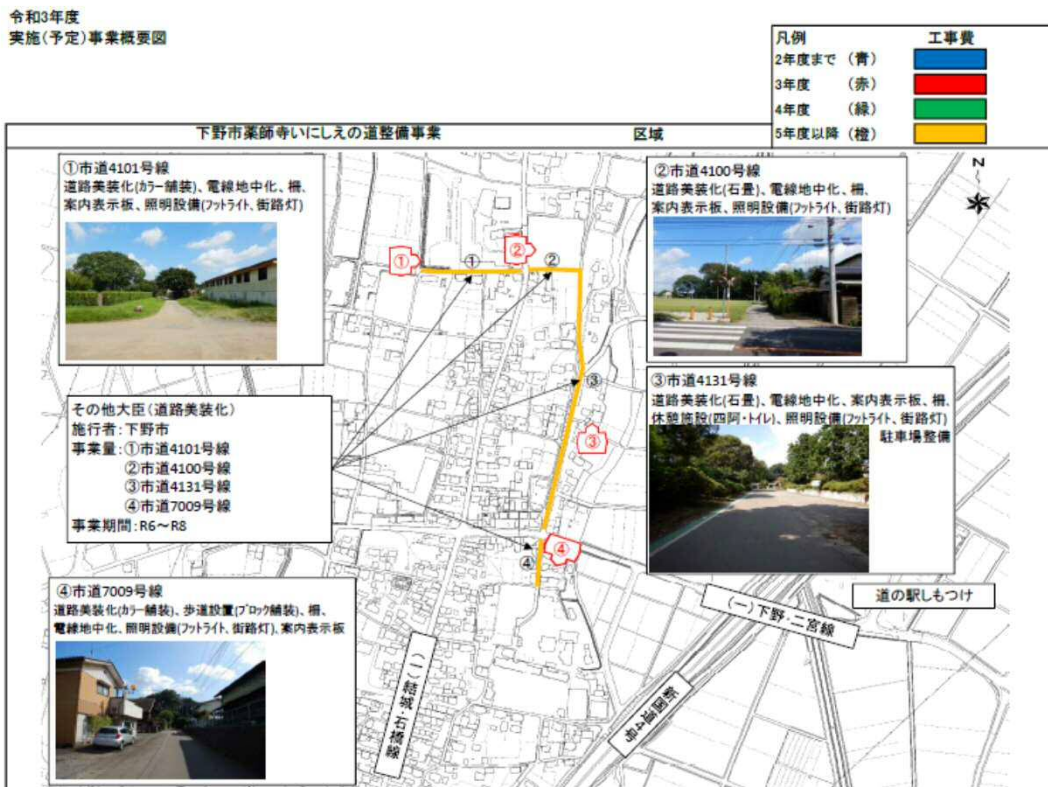 令和3年度
実施(予定)事業概要図
凡例 工事費
2年度まで (青)
3年度 (赤)
4年度 (緑)
5年度以降 (橙)
下野市薬師寺いにしえの道整備事業 区域
①市道4101号線
道路美装化(カラー舗装)、電線地中化、柵、
案内表示板、照明設備(フットライト、街路灯)
②市道4100号線
道路美装化(石畳)、電線地中化、柵、
案内表示板、照明設備(フットライト、街路灯)
N
① ① ② ②
③市道4131号線
道路美装化(石畳)、電線地中化、案内表示板、柵、
休憩施設(四阿・トイレ)、照明設備(フットライト、街路灯)
駐車場整備
③
③
その他大臣(道路美装化)
施行者:下野市
事業量:①市道4101号線
②市道4100号線
③市道4131号線
④市道7009号線
事業期間:R6～R8
④
④
④市道7009号線
道路美装化(カラー舗装)、歩道設置(ブロック舗装)、柵、
電線地中化、照明設備(フットライト、街路灯)、案内表示板
道の駅しもつけ
(一)下野・二宮線
(一)結城・石橋線
新国道4号